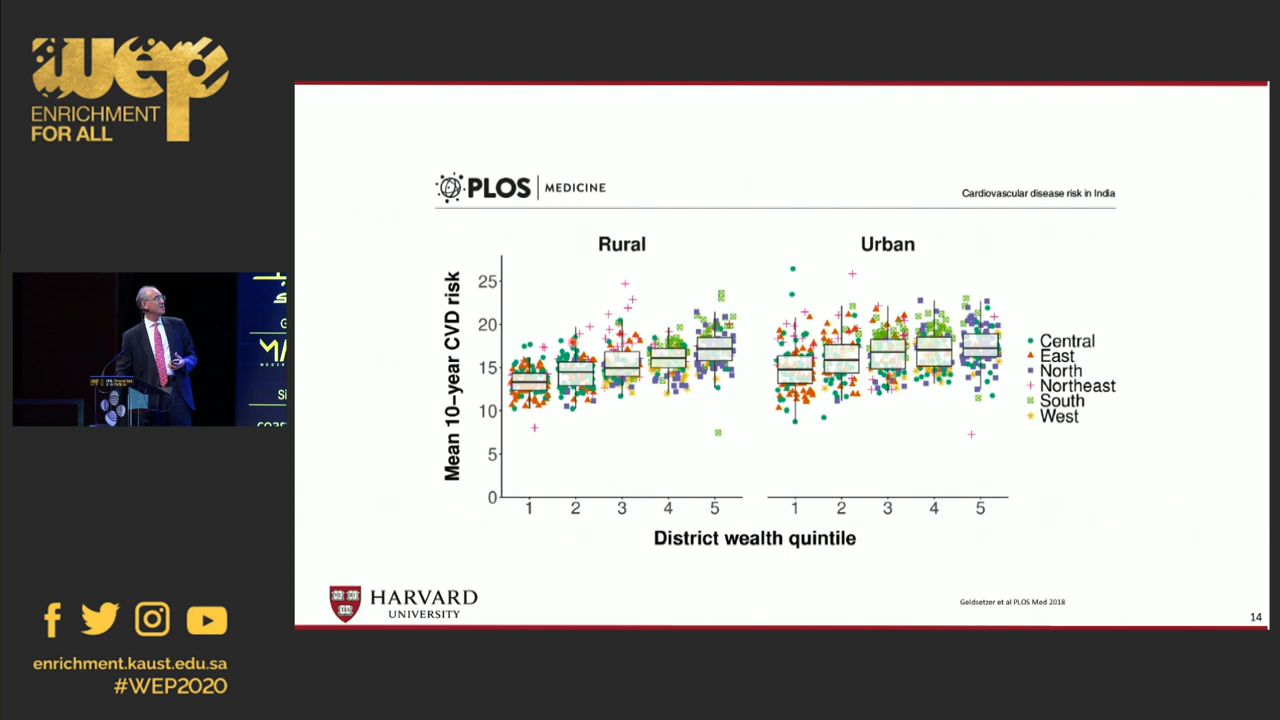 wep
ENRICHMENT
FOR ALL
PLOS MEDICINE
Cardiovascular disease risk in India
Rural
Urban
Mean 10-year CVD risk
25
20
15
10
5
0
1 2 3 4 5
1 2 3 4 5
District wealth quintile
Central
East
North
Northeast
South
West
HARVARD
UNIVERSITY
Geldsetzer et al PLOS Med 2018
14
enrichment.kaust.edu.sa
#WEP2020